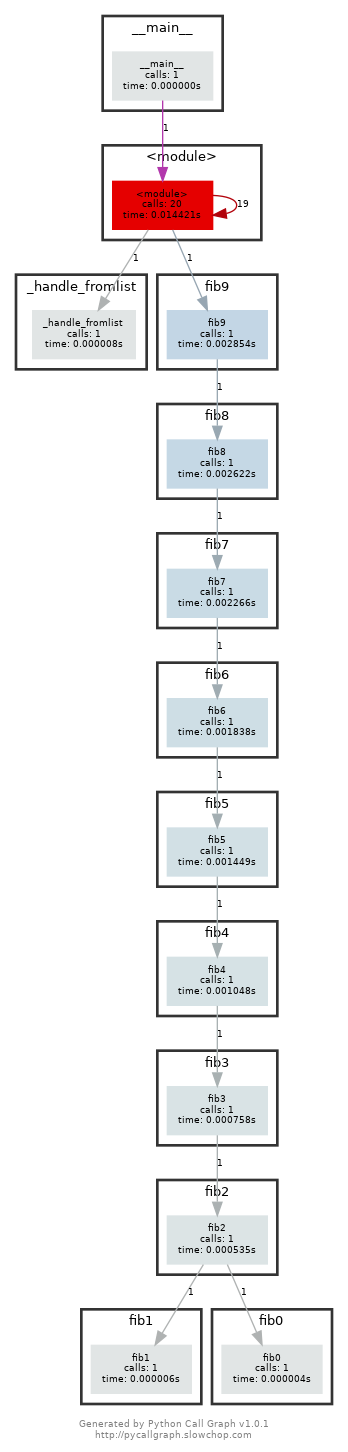 __main__
__main__
calls: 1
time: 0.000000s
1
<module>
<module>
calls: 20
time: 0.014421s
19
1
1
_handle_fromlist
_handle_fromlist
calls: 1
time: 0.000008s
fib9
fib9
calls: 1
time: 0.002854s
1
fib8
fib8
calls: 1
time: 0.002622s
1
fib7
fib7
calls: 1
time: 0.002266s
1
fib6
fib6
calls: 1
time: 0.001838s
1
fib5
fib5
calls: 1
time: 0.001449s
1
fib4
fib4
calls: 1
time: 0.001048s
1
fib3
fib3
calls: 1
time: 0.000758s
1
fib2
fib2
calls: 1
time: 0.000535s
1
1
fib1
fib1
calls: 1
time: 0.000006s
fib0
fib0
calls: 1
time: 0.000004s
Generated by Python Call Graph v1.0.1
http://pycallgraph.slowchop.com